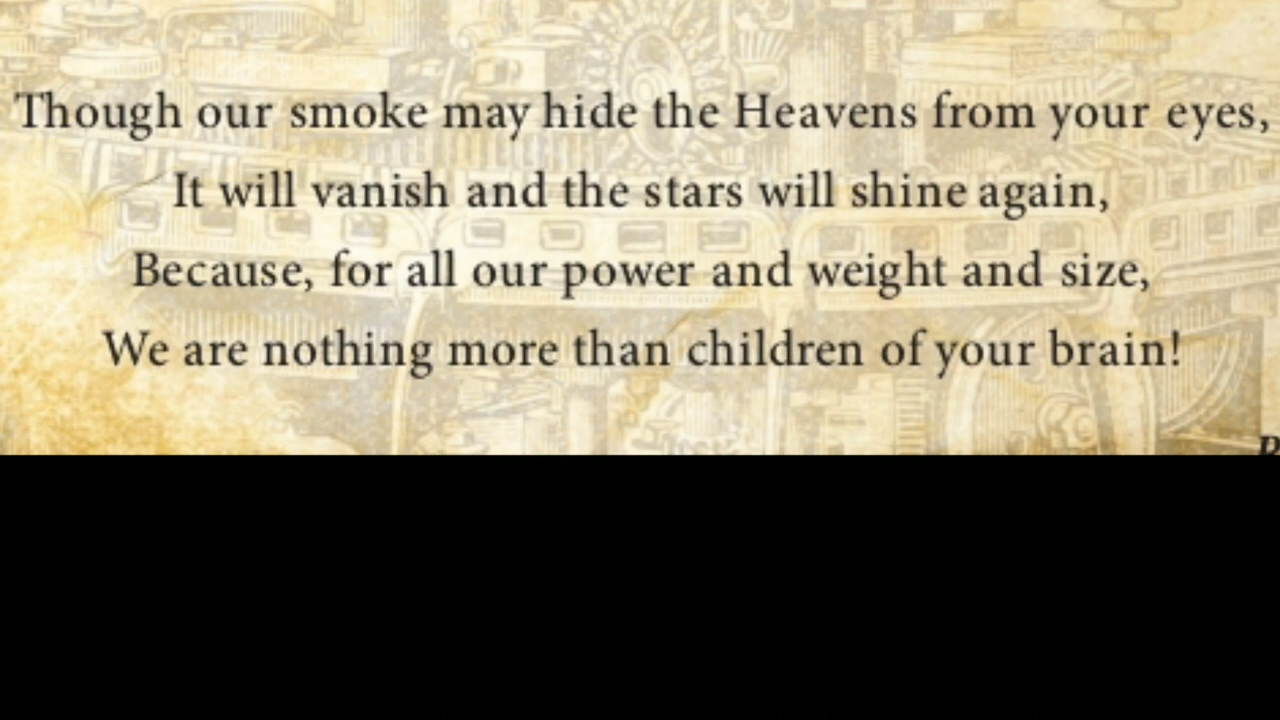 Though our smoke may hide the Heavens from your eyes,
It will vanish and the stars will shine again,
Because, for all our power and weight and size,
We are nothing more than children of your brain!